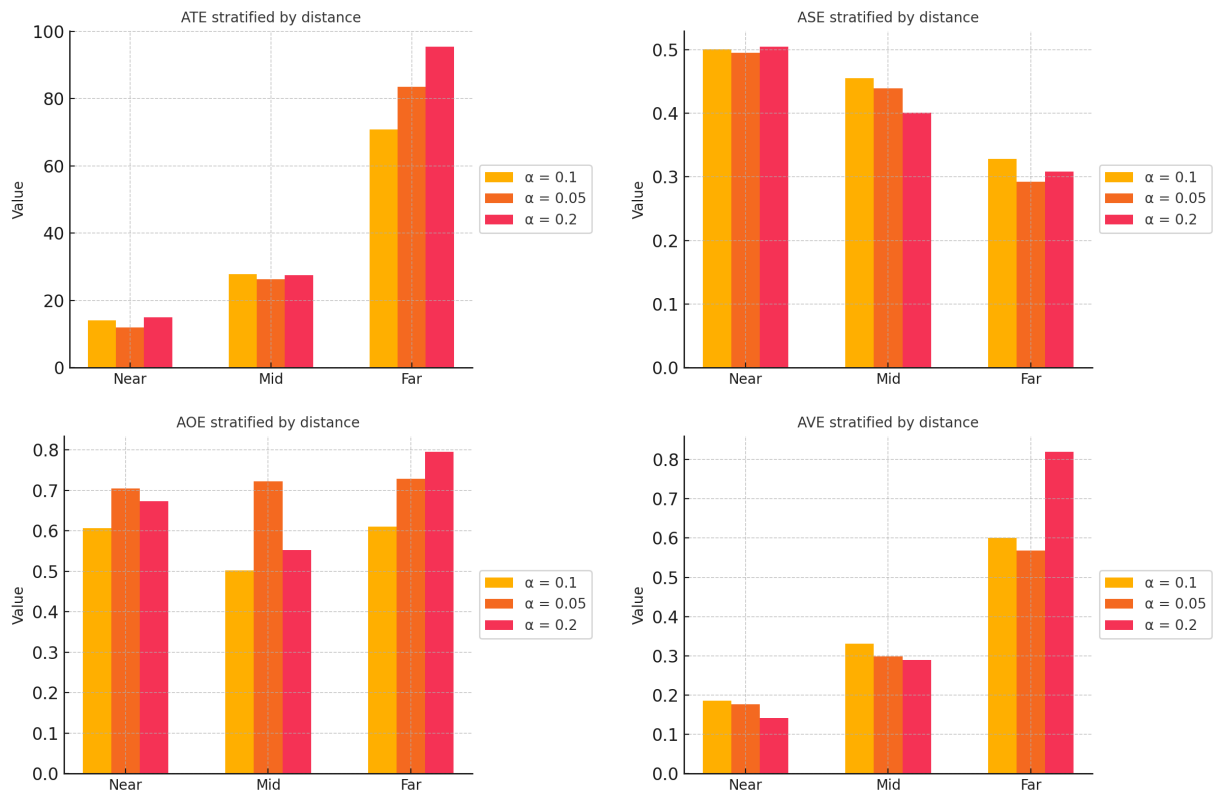 ATE stratified by distance
Value
100
80
60
40
20
0
Near Mid Far
α = 0.1
α = 0.05
α = 0.2
ASE stratified by distance
Value
0.5
0.4
0.3
0.2
0.1
0.0
Near Mid Far
α = 0.1
α = 0.05
α = 0.2
AOE stratified by distance
Value
0.8
0.7
0.6
0.5
0.4
0.3
0.2
0.1
0.0
Near Mid Far
α = 0.1
α = 0.05
α = 0.2
AVE stratified by distance
Value
0.8
0.7
0.6
0.5
0.4
0.3
0.2
0.1
0.0
Near Mid Far
α = 0.1
α = 0.05
α = 0.2